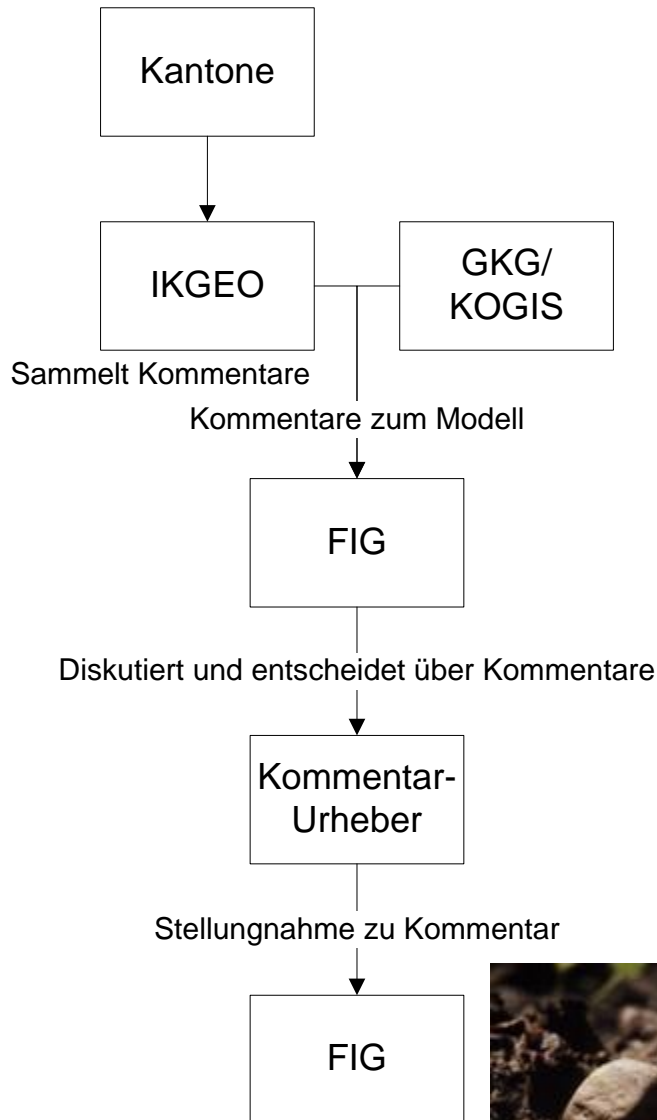 Kantone
IKGEO
GKG/
KOGIS
Sammelt Kommentare
Kommentare zum Modell
FIG
Diskutiert und entscheidet über Kommentare
Kommentar-
Urheber
Stellungnahme zu Kommentar
FIG